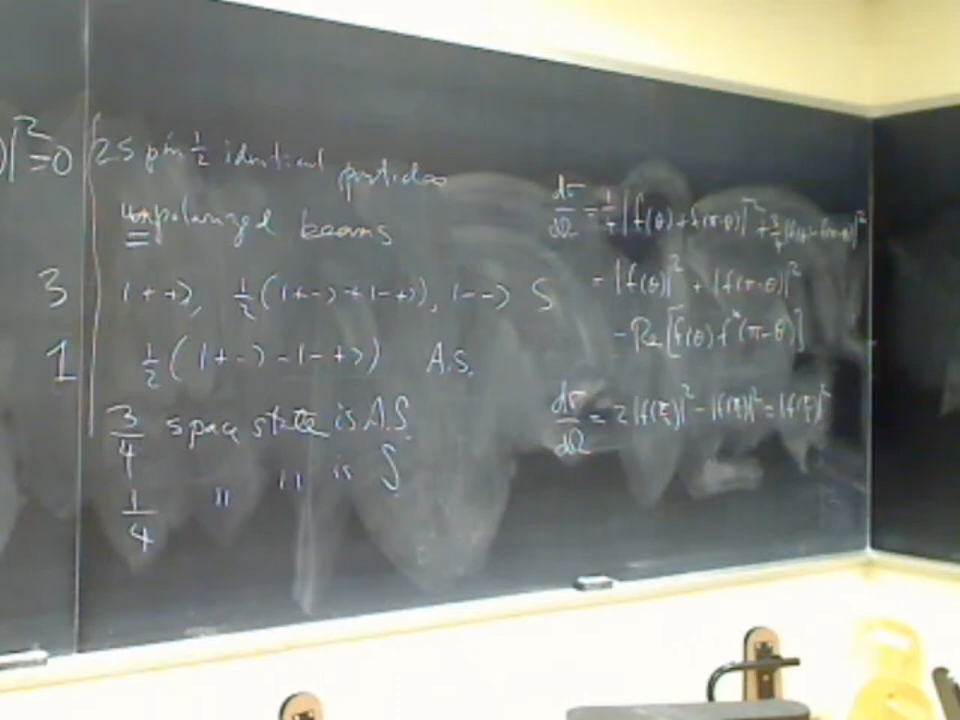 )|²=0
2 Spin 1/2 identical particles
unpolarized beams
3 |++>, 1/2(|+-> + |-+>), |--> S
1 1/2(|+-> - |-+>) A.S.
3/4 space state is A.S.
1/4 " " is S
dσ/dΩ = 1/4|f(θ)+f(π-θ)|² + 3/4|f(θ)-f(π-θ)|²
= |f(θ)|² + |f(π-θ)|²
- Re[f(θ)f*(π-θ)]
dσ/dΩ = 2|f(π/2)|² - |f(π/2)|² = |f(π/2)|²